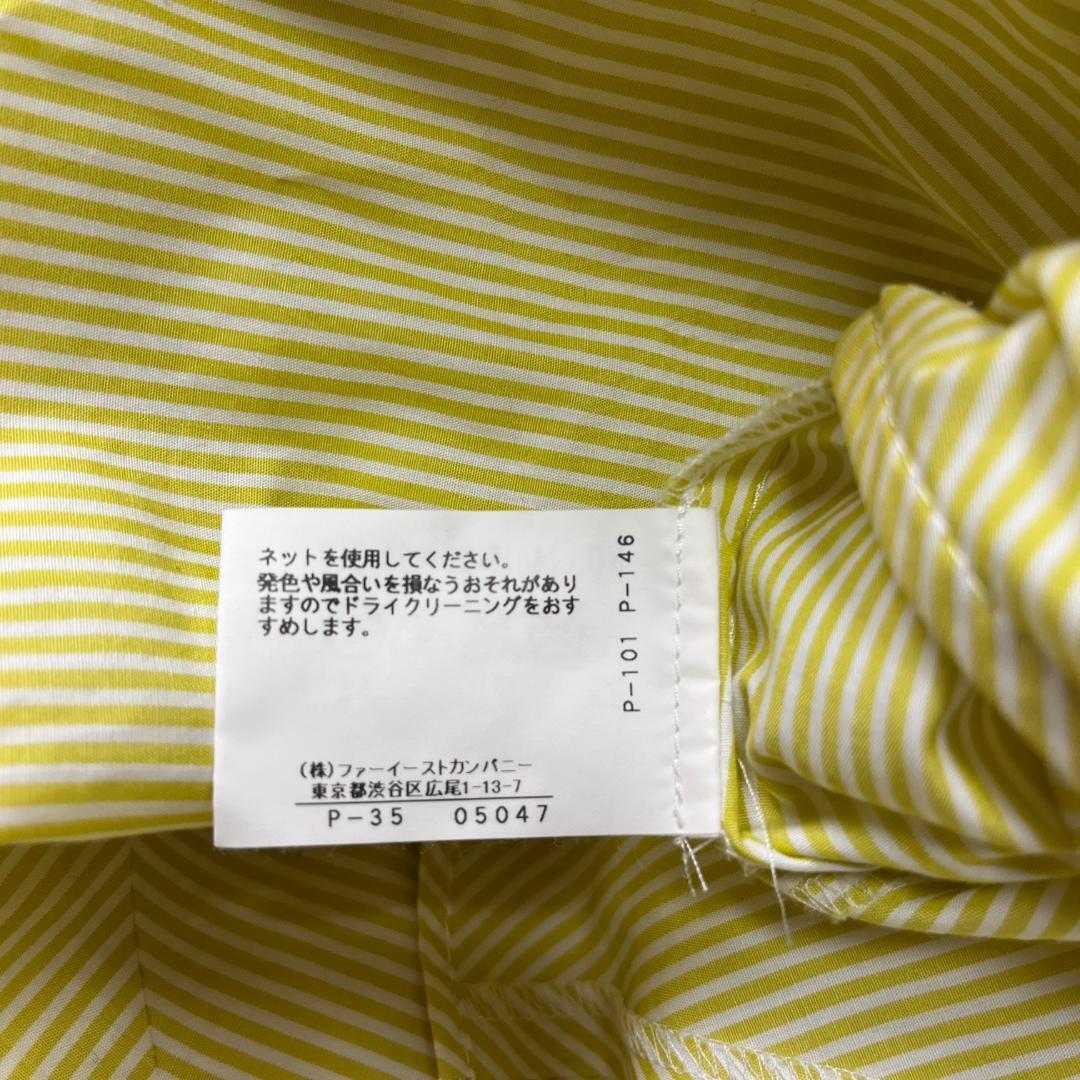 ネットを使用してください。
発色や風合いを損なうおそれがあり
ますのでドライクリーニングをおす
すめします。
P-101 P-146
(株)ファーイーストカンパニー
東京都渋谷区広尾1-13-7
P-35 05047